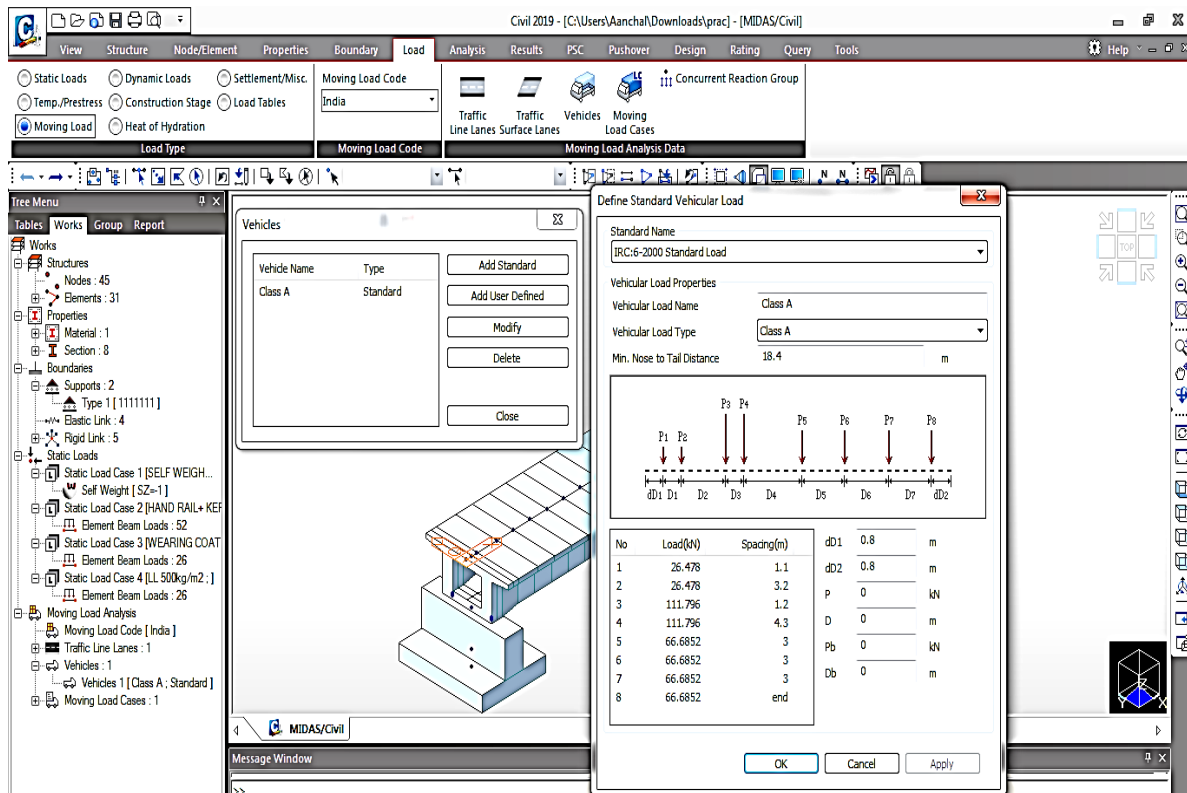 Civil 2019 - [C:\Users\Aanchal\Downloads\prac] - [MIDAS/Civil]
View Structure Node/Element Properties Boundary Load Analysis Results PSC Pushover Design Rating Query Tools Help
Static Loads Dynamic Loads Settlement/Misc.
Temp./Prestress Construction Stage Load Tables
Moving Load Heat of Hydration
Load Type
Moving Load Code
India
Moving Load Code
Traffic Line Lanes
Traffic Surface Lanes
Vehicles
Moving Load Cases
Concurrent Reaction Group
Moving Load Analysis Data
Tree Menu
Tables Works Group Report
Works
Structures
Nodes : 45
Elements : 31
Properties
Material : 1
Section : 8
Boundaries
Supports : 2
Type 1 [ 1111111 ]
Elastic Link : 4
Rigid Link : 5
Static Loads
Static Load Case 1 [SELF WEIGH...
Self Weight [ SZ=-1 ]
Static Load Case 2 [HAND RAIL+ KEF
Element Beam Loads : 52
Static Load Case 3 [WEARING COAT
Element Beam Loads : 26
Static Load Case 4 [LL 500kg/m2 ; ]
Element Beam Loads : 26
Moving Load Analysis
Moving Load Code [ India ]
Traffic Line Lanes : 1
Vehicles : 1
Vehicles 1 [ Class A ; Standard ]
Moving Load Cases : 1
Vehicles
Vehicle Name Type
Class A Standard
Add Standard
Add User Defined
Modify
Delete
Close
MIDAS/Civil
Message Window
>>
Define Standard Vehicular Load
Standard Name
IRC:6-2000 Standard Load
Vehicular Load Properties
Vehicular Load Name Class A
Vehicular Load Type Class A
Min. Nose to Tail Distance 18.4 m
P3 P4
P1 P2 P5 P6 P7 P8
dD1 D1 D2 D3 D4 D5 D6 D7 dD2
No Load(kN) Spacing(m)
1 26.478 1.1
2 26.478 3.2
3 111.796 1.2
4 111.796 4.3
5 66.6852 3
6 66.6852 3
7 66.6852 3
8 66.6852 end
dD1 0.8 m
dD2 0.8 m
P 0 kN
D 0 m
Pb 0 kN
Db 0 m
OK Cancel Apply
TOP
Z
Y X